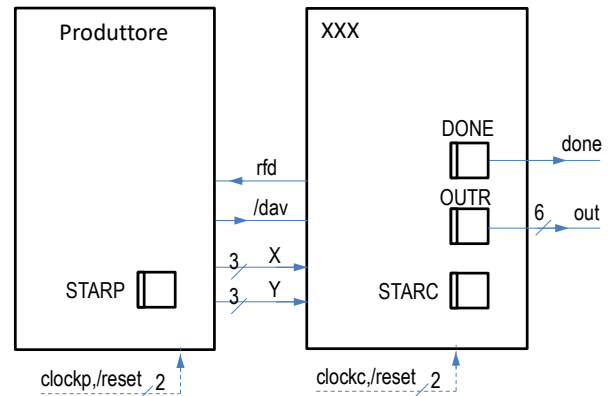 Produttore
XXX
DONE
done
rfd
OUTR
/dav
6 out
3 X
STARP
STARC
3 Y
clockp,/reset 2
clockc,/reset 2